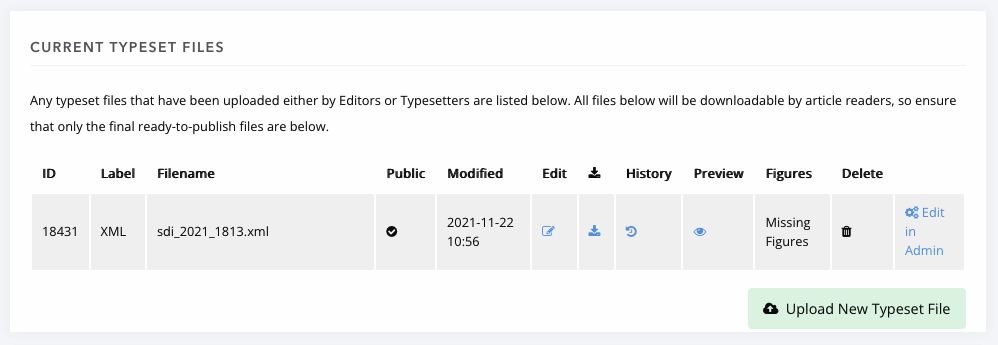 CURRENT TYPESET FILES
Any typeset files that have been uploaded either by Editors or Typesetters are listed below. All files below will be downloadable by article readers, so ensure
that only the final ready-to-publish files are below.
ID Label Filename Public Modified Edit History Preview Figures Delete
18431 XML sdi_2021_1813.xml 2021-11-22 10:56 Missing Figures Edit in Admin
Upload New Typeset File